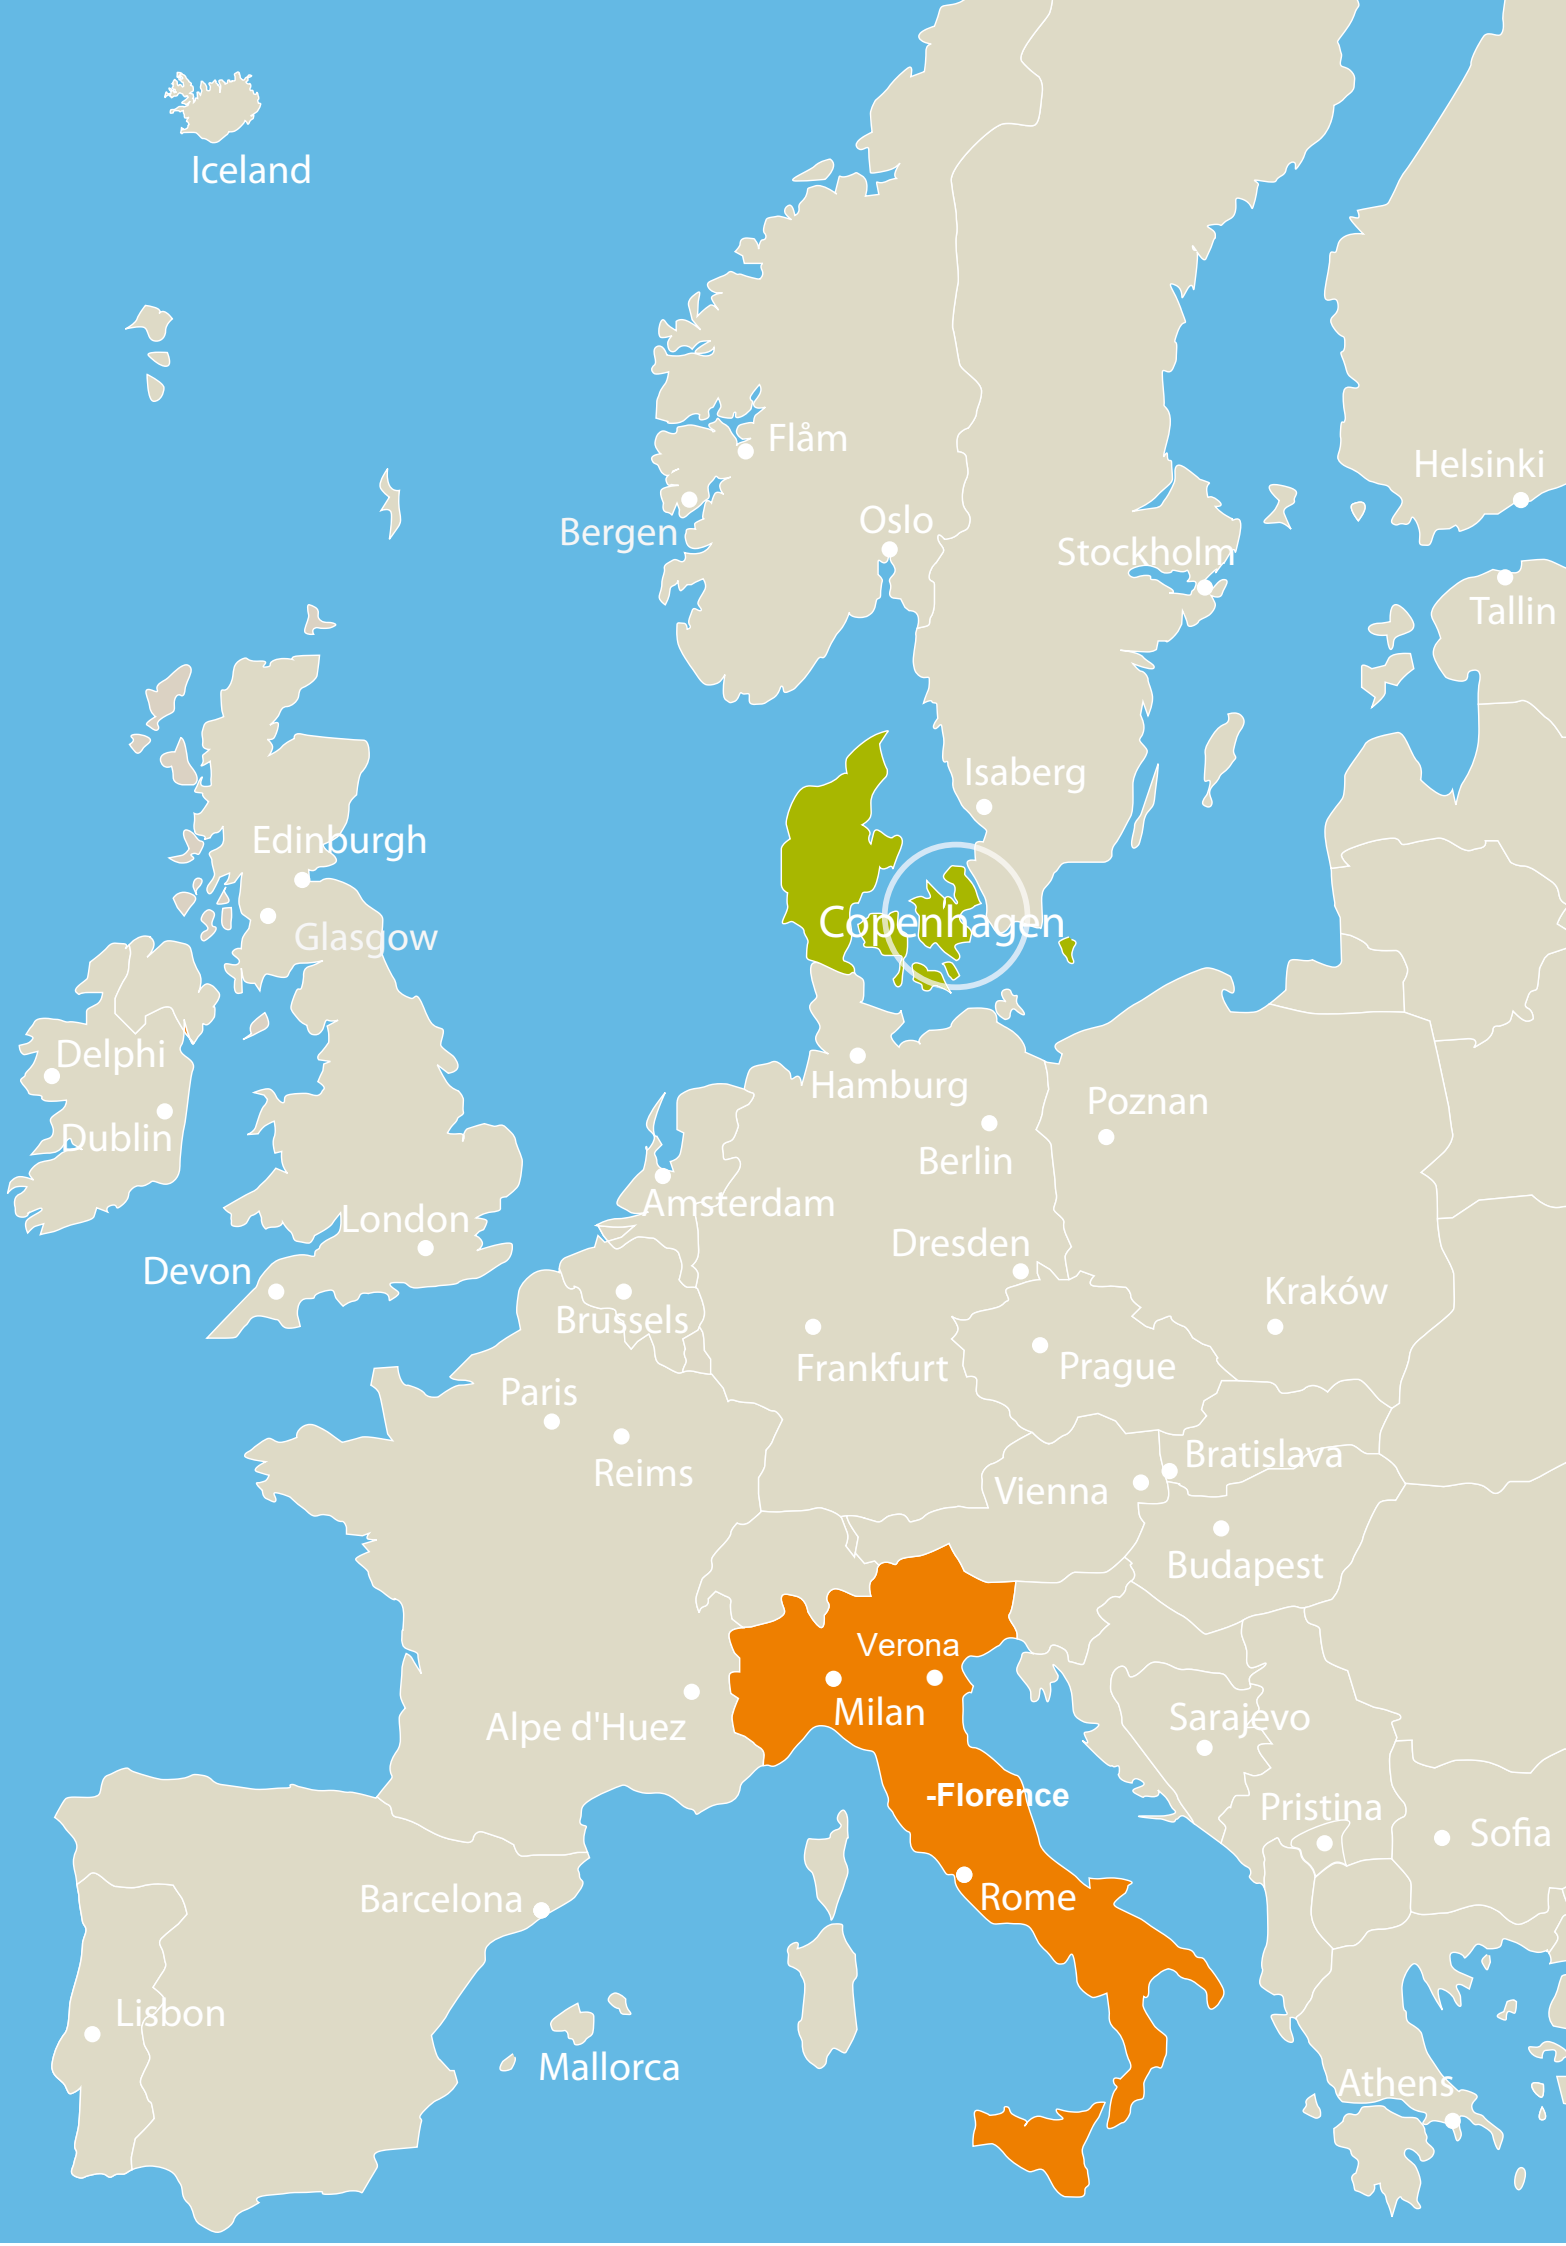 Iceland
Flåm
Helsinki
Oslo
Bergen
Stockholm
Tallin
Isaberg
Edinburgh
Copenhagen
Glasgow
Delphi
Hamburg
Poznan
Dublin
Berlin
Amsterdam
London
Dresden
Devon
Kraków
Brussels
Frankfurt
Prague
Paris
Bratislava
Reims
Vienna
Budapest
Verona
Milan
Sarajevo
Alpe d'Huez
-Florence
Pristina
Sofia
Rome
Barcelona
Lisbon
Mallorca
Athens